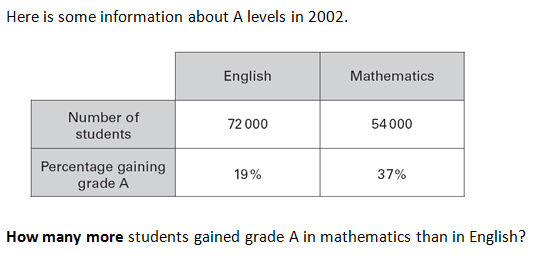 Here is some information about A levels in 2002.
English Mathematics
Number of
students
72 000 54 000
Percentage gaining
grade A
19% 37%
How many more students gained grade A in mathematics than in English?